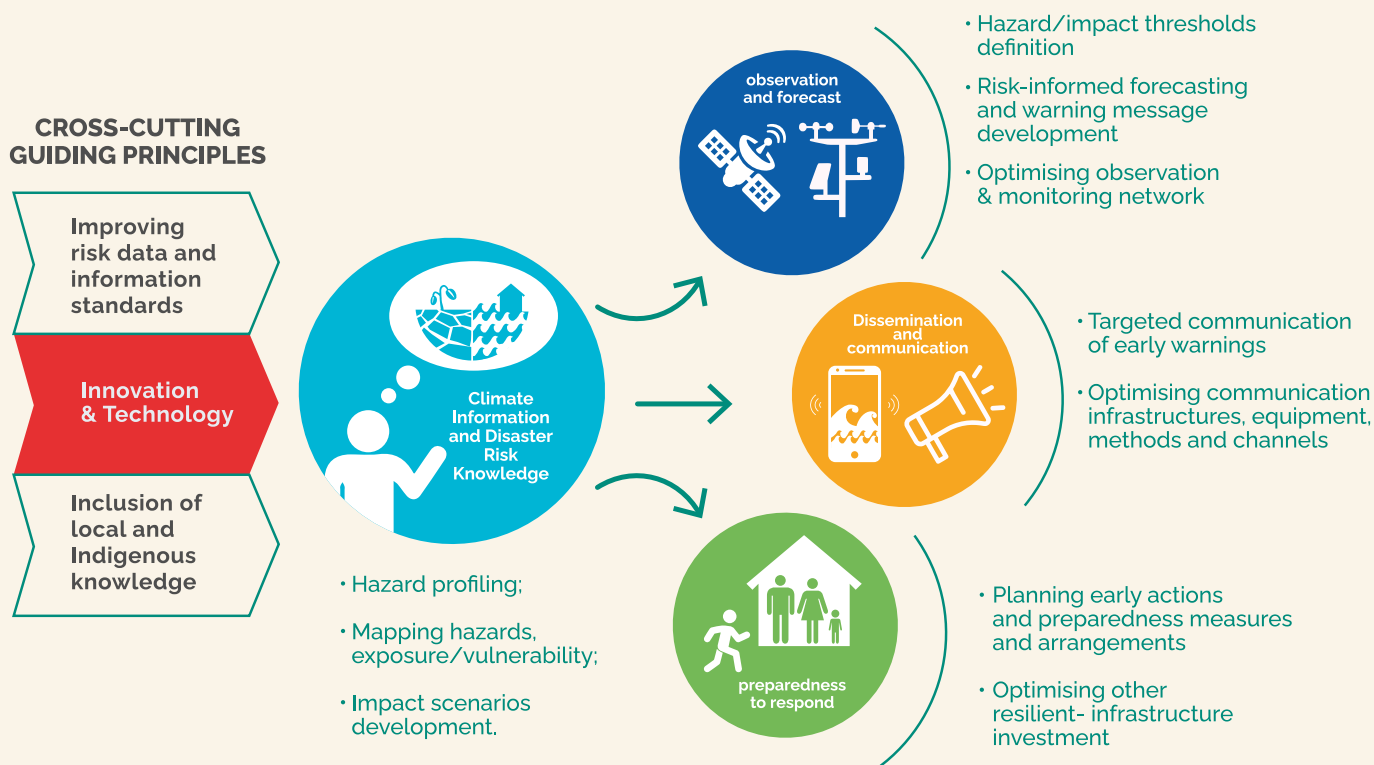 CROSS-CUTTING
GUIDING PRINCIPLES
Improving
risk data and
information
standards
Innovation
& Technology
Inclusion of
local and
Indigenous
knowledge
Climate
Information
and Disaster
Risk
Knowledge
• Hazard profiling;
• Mapping hazards,
exposure/vulnerability;
• Impact scenarios
development.
observation
and forecast
• Hazard/impact thresholds
definition
• Risk-informed forecasting
and warning message
development
• Optimising observation
& monitoring network
Dissemination
and
communication
• Targeted communication
of early warnings
• Optimising communication
infrastructures, equipment,
methods and channels
preparedness
to respond
• Planning early actions
and preparedness measures
and arrangements
• Optimising other
resilient- infrastructure
investment